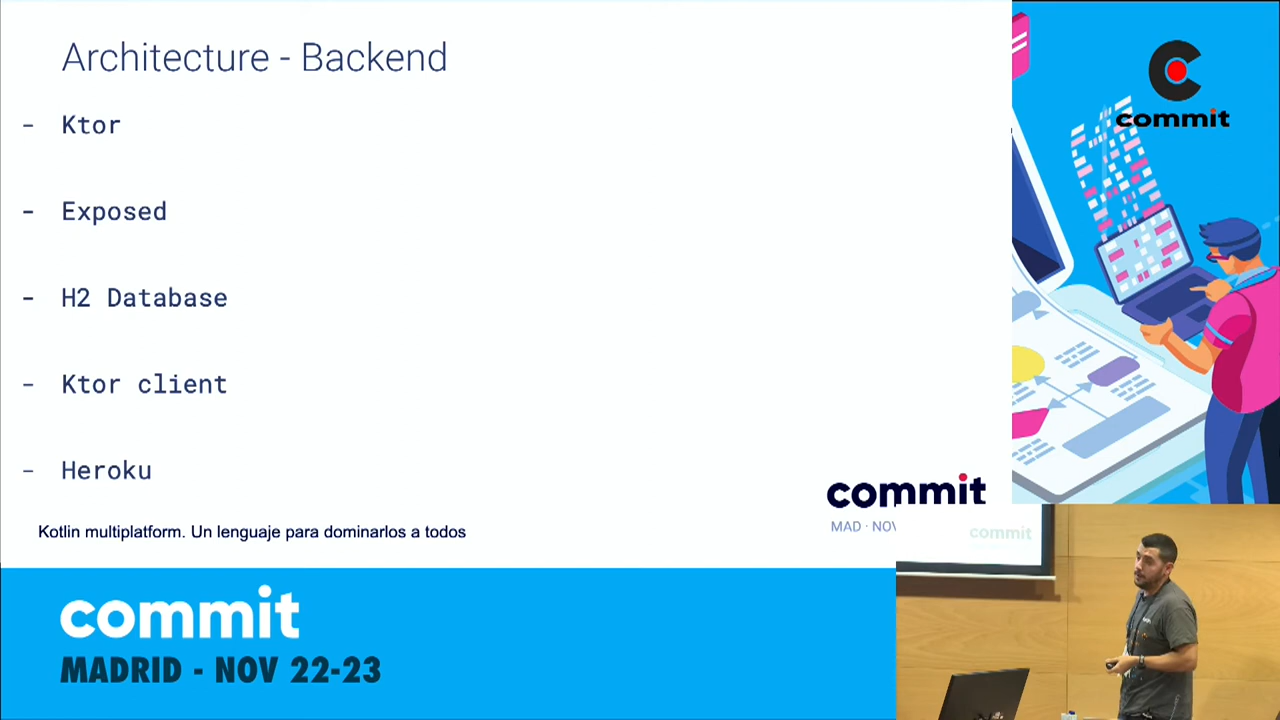 Architecture - Backend
- Ktor
- Exposed
- H2 Database
- Ktor client
- Heroku
Kotlin multiplatform. Un lenguaje para dominarlos a todos
commit
MAD · NOV
commit
commit
commit
MADRID - NOV 22-23